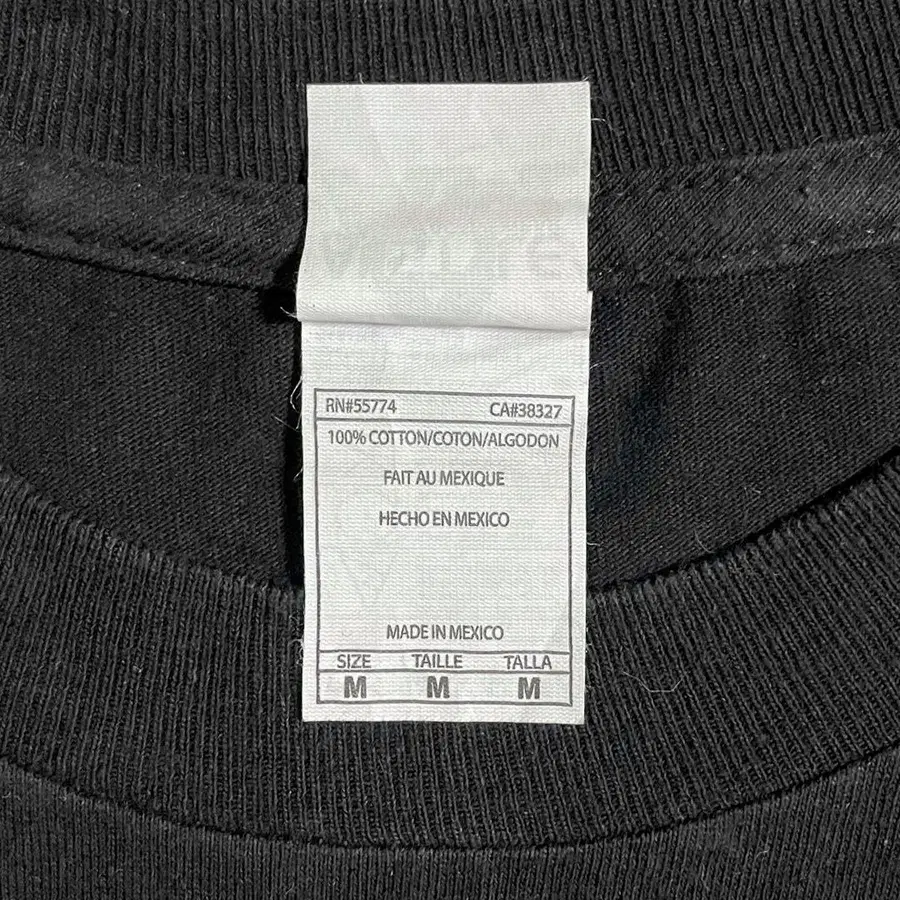 RN#55774 CA#38327
100% COTTON/COTON/ALGODON
FAIT AU MEXIQUE
HECHO EN MEXICO
MADE IN MEXICO
SIZE TAILLE TALLA
M M M